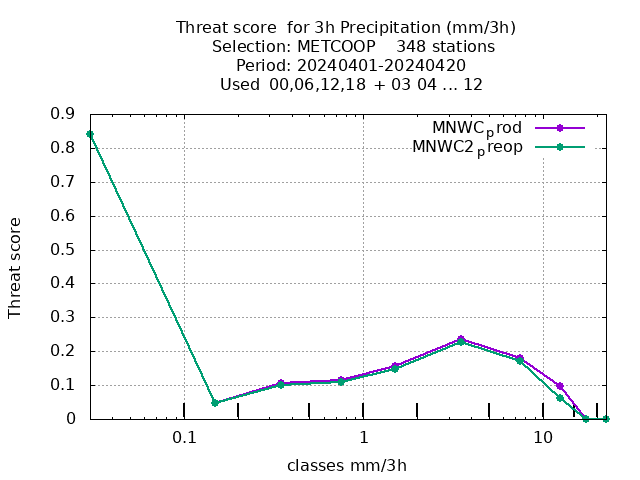 Threat score  for 3h Precipitation (mm/3h)
Selection: METCOOP    348 stations
Period: 20240401-20240420
Used 00,06,12,18 + 03 04 ... 12
MNWCprod
MNWC2preop
Threat score
0.9
0.8
0.7
0.6
0.5
0.4
0.3
0.2
0.1
0
0.1 1 10
classes mm/3h